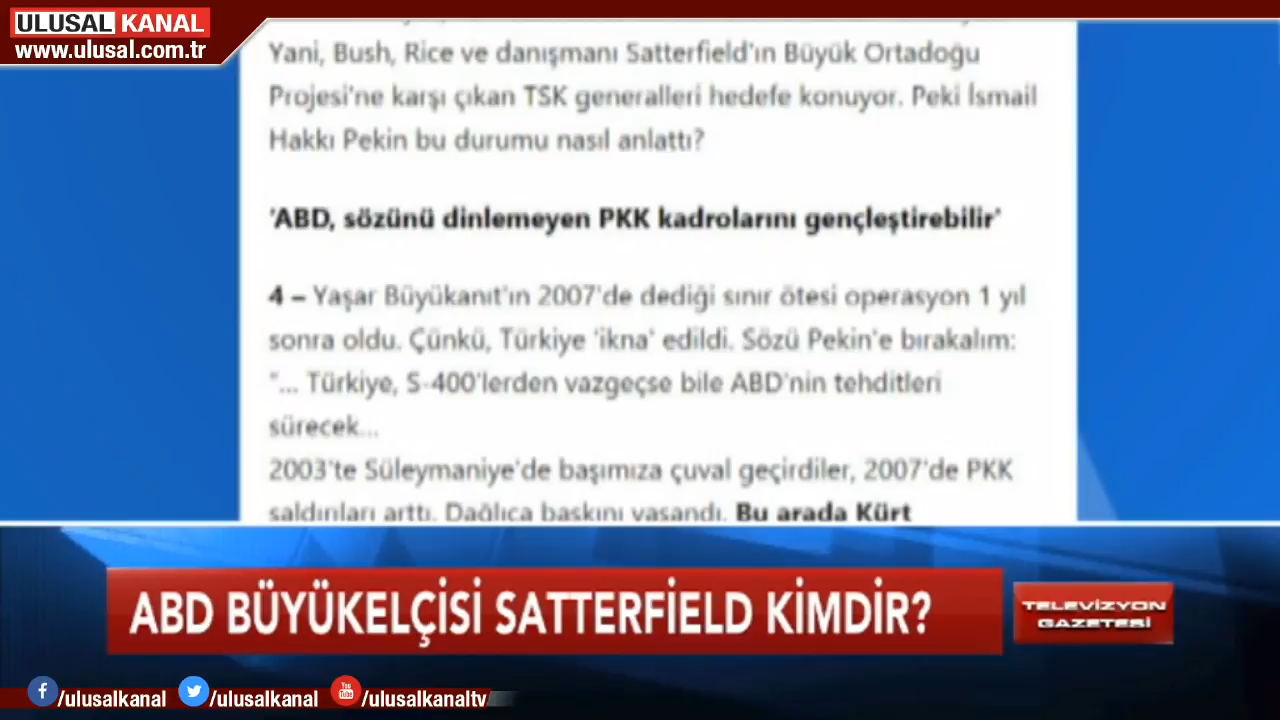 ULUSAL KANAL
www.ulusal.com.tr
Yani, Bush, Rice ve danışmanı Satterfield'ın Büyük Ortadoğu
Projesi'ne karşı çıkan TSK generalleri hedefe konuyor. Peki İsmail
Hakkı Pekin bu durumu nasıl anlattı?
'ABD, sözünü dinlemeyen PKK kadrolarını gençleştirebilir'
4 – Yaşar Büyükanıt'ın 2007'de dediği sınır ötesi operasyon 1 yıl
sonra oldu. Çünkü, Türkiye 'ikna' edildi. Sözü Pekin'e bırakalım:
"... Türkiye, S-400'lerden vazgeçse bile ABD'nin tehditleri
sürecek...
2003'te Süleymaniye'de başımıza çuval geçirdiler, 2007'de PKK
saldırıları arttı. Dağlıca baskını yaşandı. Bu arada Kürt
ABD BÜYÜKELÇİSİ SATTERFİELD KİMDİR?
TELEVİZYON
GAZETESİ
/ulusalkanal /ulusalkanal You Tube /ulusalkanaltv